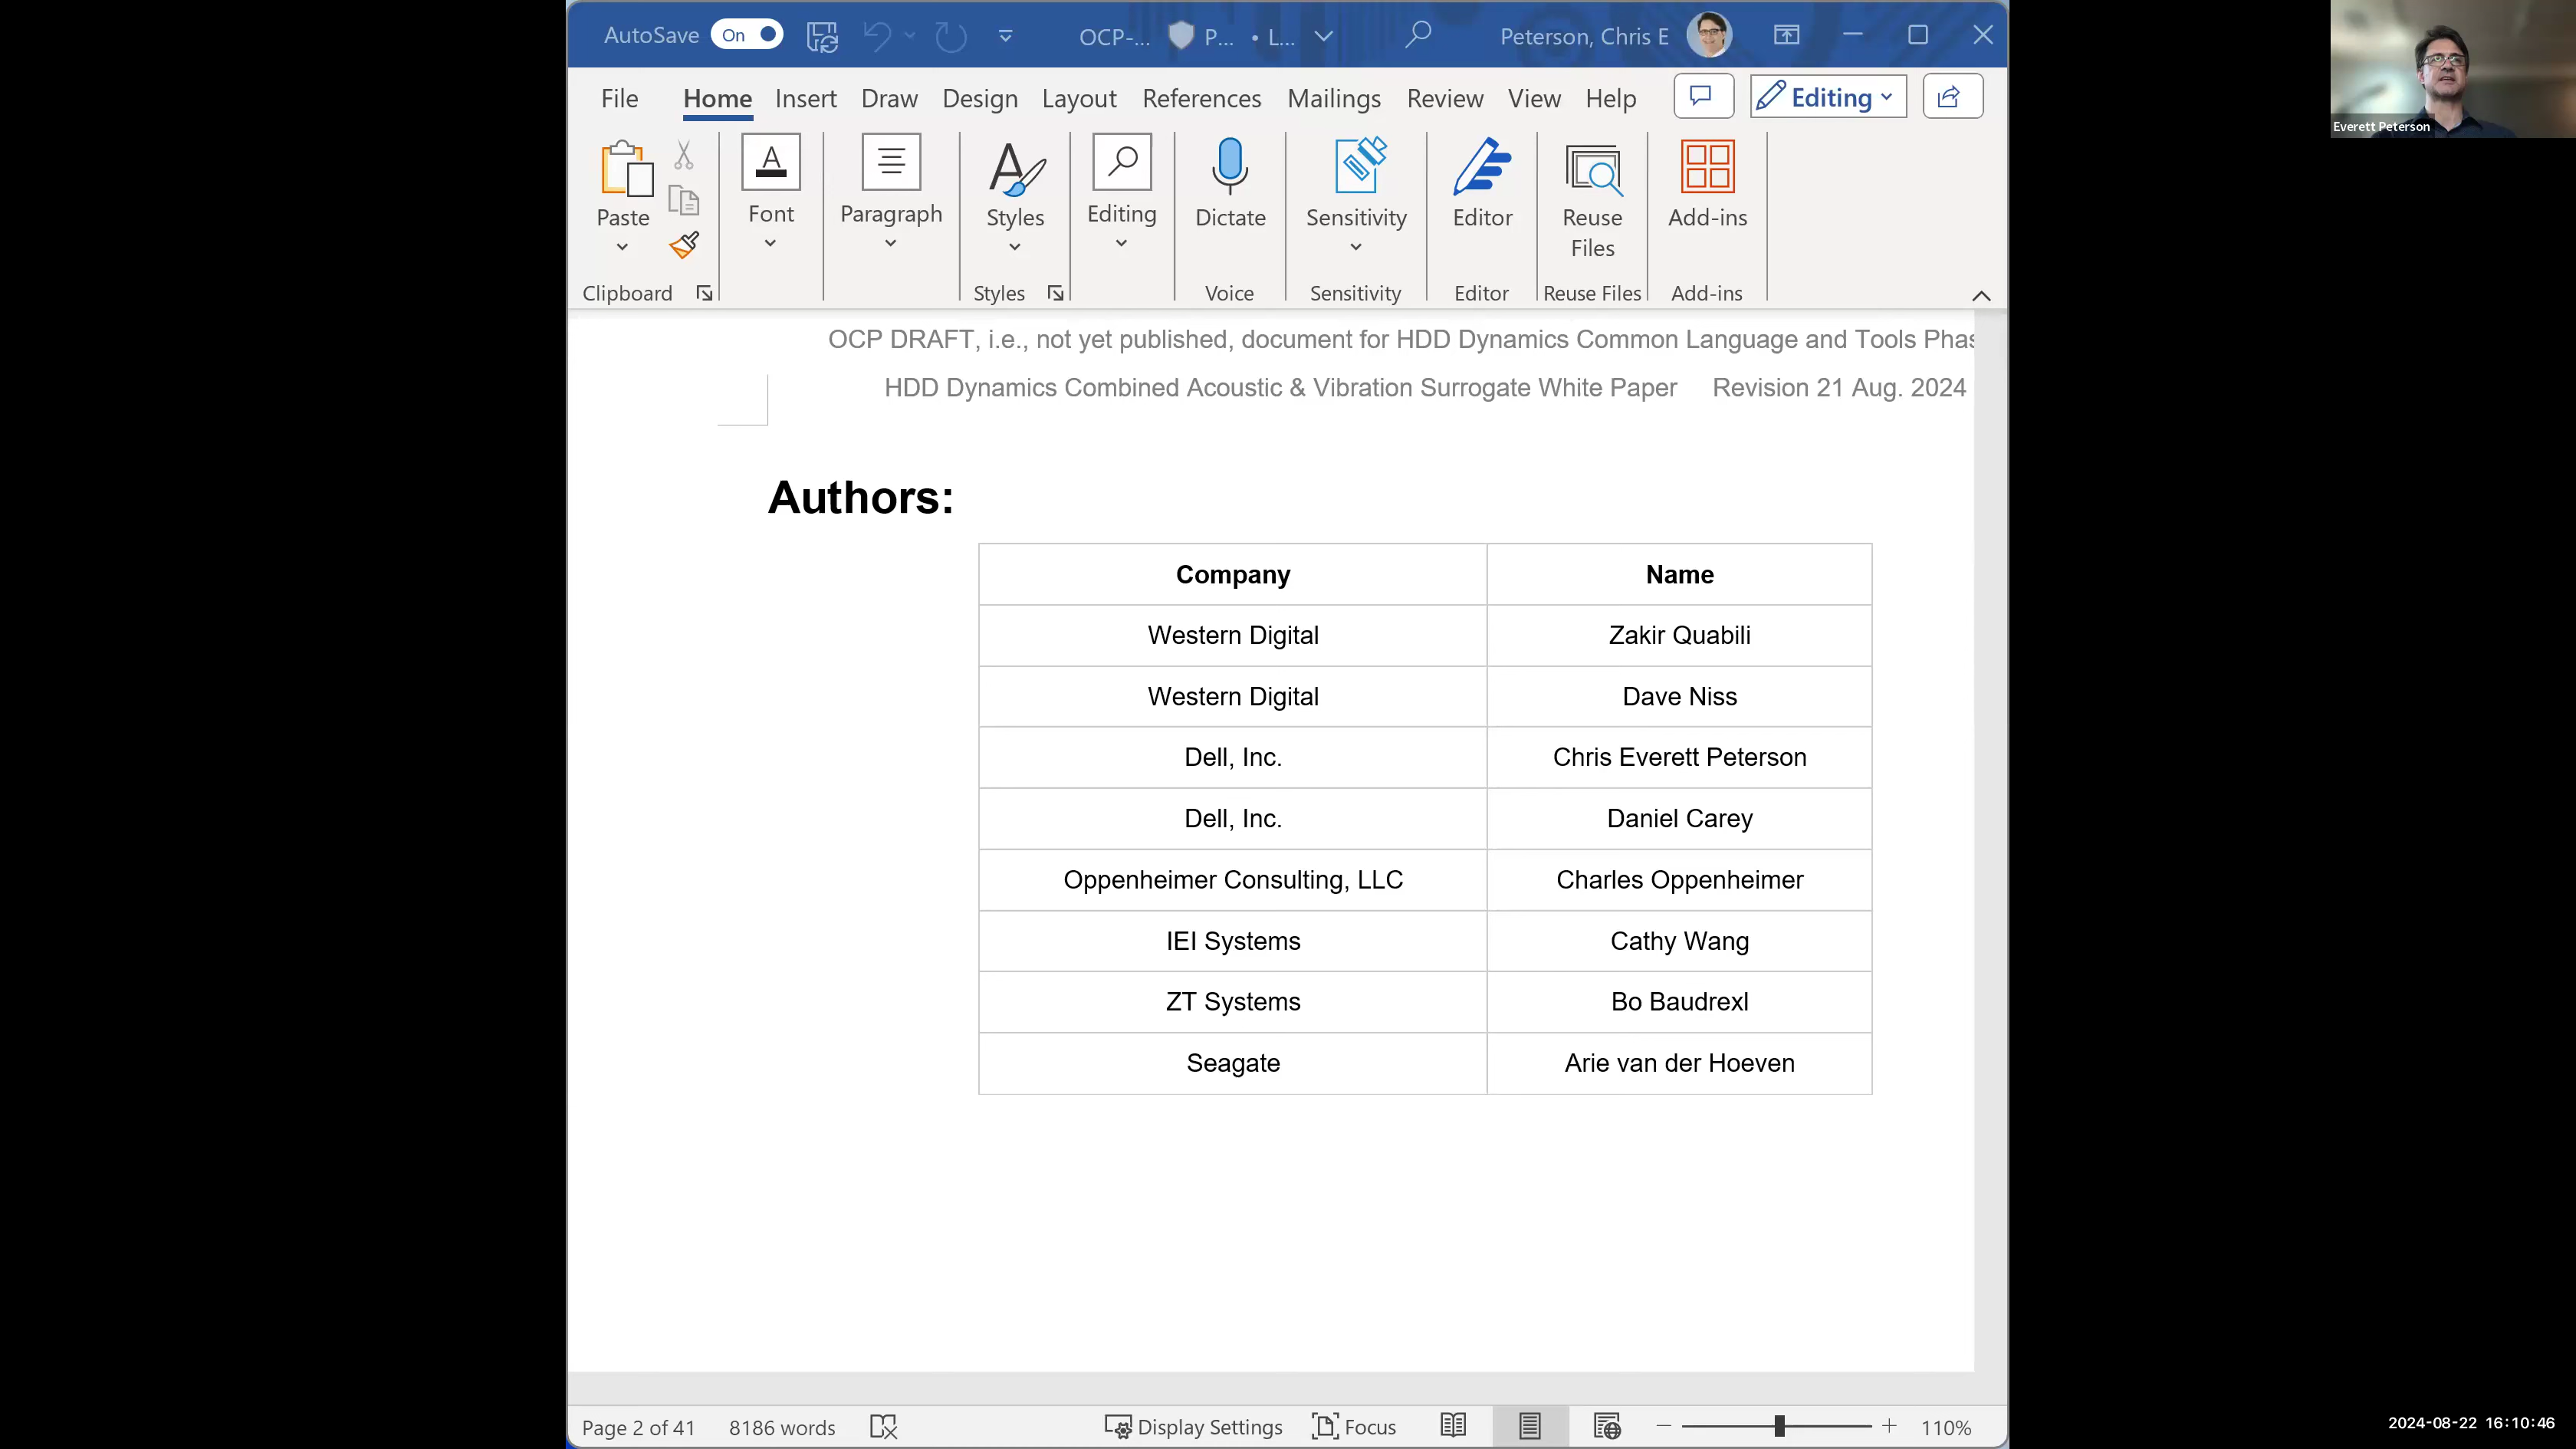 AutoSave On OCP-... P... • L... Peterson, Chris E
File Home Insert Draw Design Layout References Mailings Review View Help Editing
Paste Font Paragraph Styles Editing Dictate Sensitivity Editor Reuse Files Add-ins
Clipboard Styles Voice Sensitivity Editor Reuse Files Add-ins
Everett Peterson
OCP DRAFT, i.e., not yet published, document for HDD Dynamics Common Language and Tools Phas
HDD Dynamics Combined Acoustic & Vibration Surrogate White Paper Revision 21 Aug. 2024
Authors:
Company Name
Western Digital Zakir Quabili
Western Digital Dave Niss
Dell, Inc. Chris Everett Peterson
Dell, Inc. Daniel Carey
Oppenheimer Consulting, LLC Charles Oppenheimer
IEI Systems Cathy Wang
ZT Systems Bo Baudrexl
Seagate Arie van der Hoeven
Page 2 of 41 8186 words Display Settings Focus 110%
2024-08-22 16:10:46